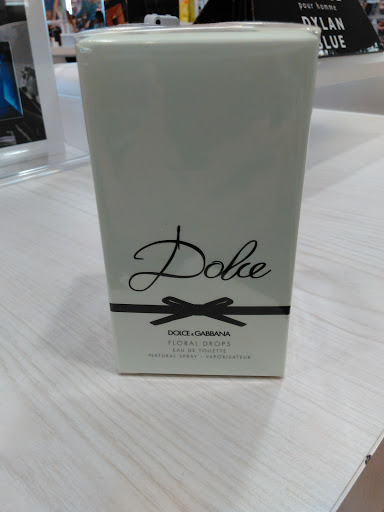 pour homme
DYLAN
BLUE
Dolce
DOLCE & GABBANA
FLORAL DROPS
EAU DE TOILETTE
NATURAL SPRAY - VAPORISATEUR